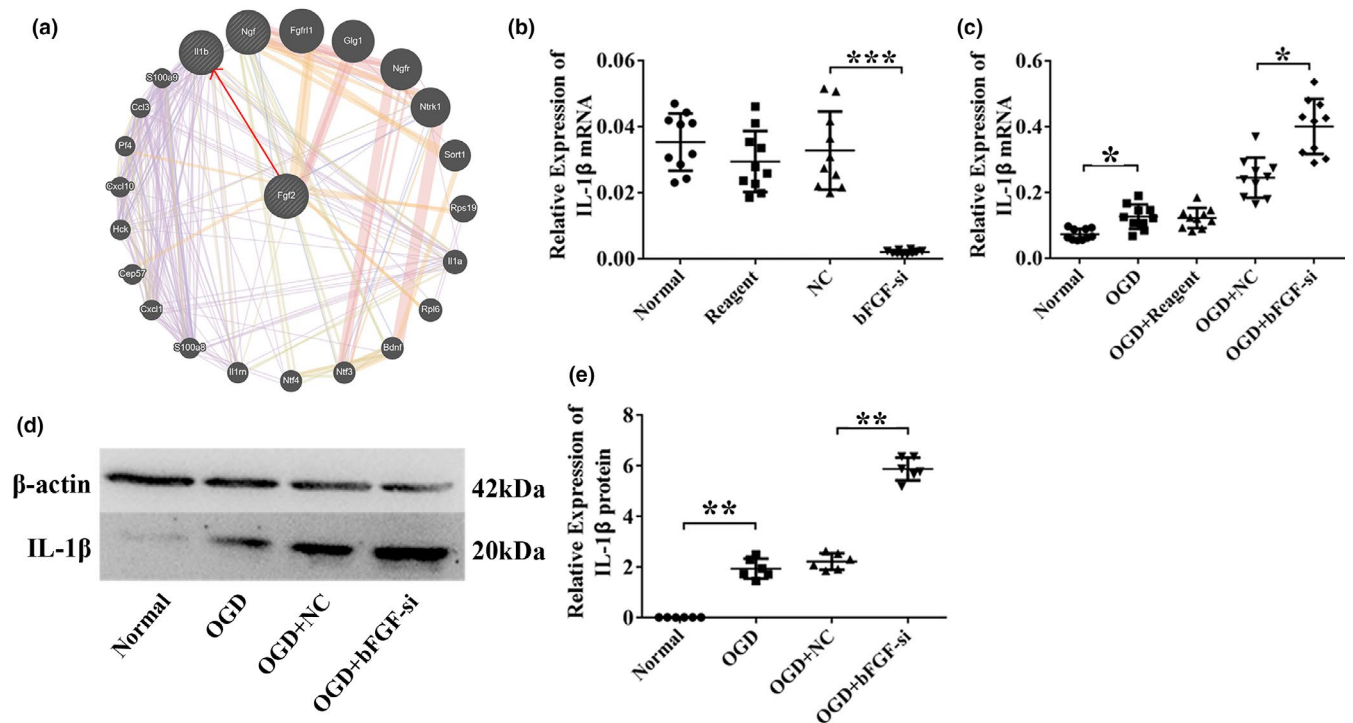 (a)
Il1b
Ngf
Fgfrl1
Glg1
Ngfr
Ntrk1
Sort1
Rps19
Il1a
Rpl6
Bdnf
Ntf3
Ntf4
Il1rn
S100a8
Cxcl1
Cep57
Hck
Cxcl10
Pf4
Ccl3
S100a9
Fgf2
(b)
Relative Expression of
IL-1β mRNA
0.06
0.04
0.02
0.00
***
Normal
Reagent
NC
bFGF-si
(c)
Relative Expression of
IL-1β mRNA
0.6
0.4
0.2
0.0
*
*
Normal
OGD
OGD+Reagent
OGD+NC
OGD+bFGF-si
(d)
β-actin
42kDa
IL-1β
20kDa
Normal
OGD
OGD+NC
OGD+bFGF-si
(e)
Relative Expression of
IL-1β protein
8
6
4
2
0
**
**
Normal
OGD
OGD+NC
OGD+bFGF-si